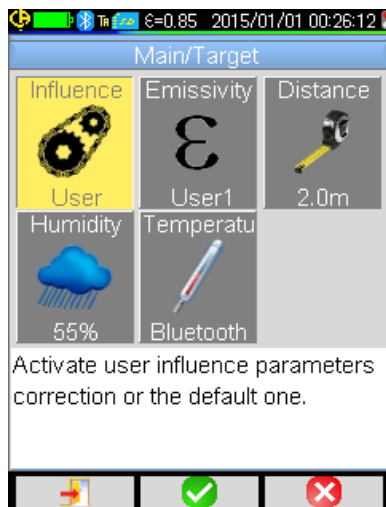 ε=0.85 2015/01/01 00:26:12
Main/Target
Influence Emissivity Distance
ε
User User1 2.0m
Humidity Temperatu
55% Bluetooth
Activate user influence parameters
correction or the default one.